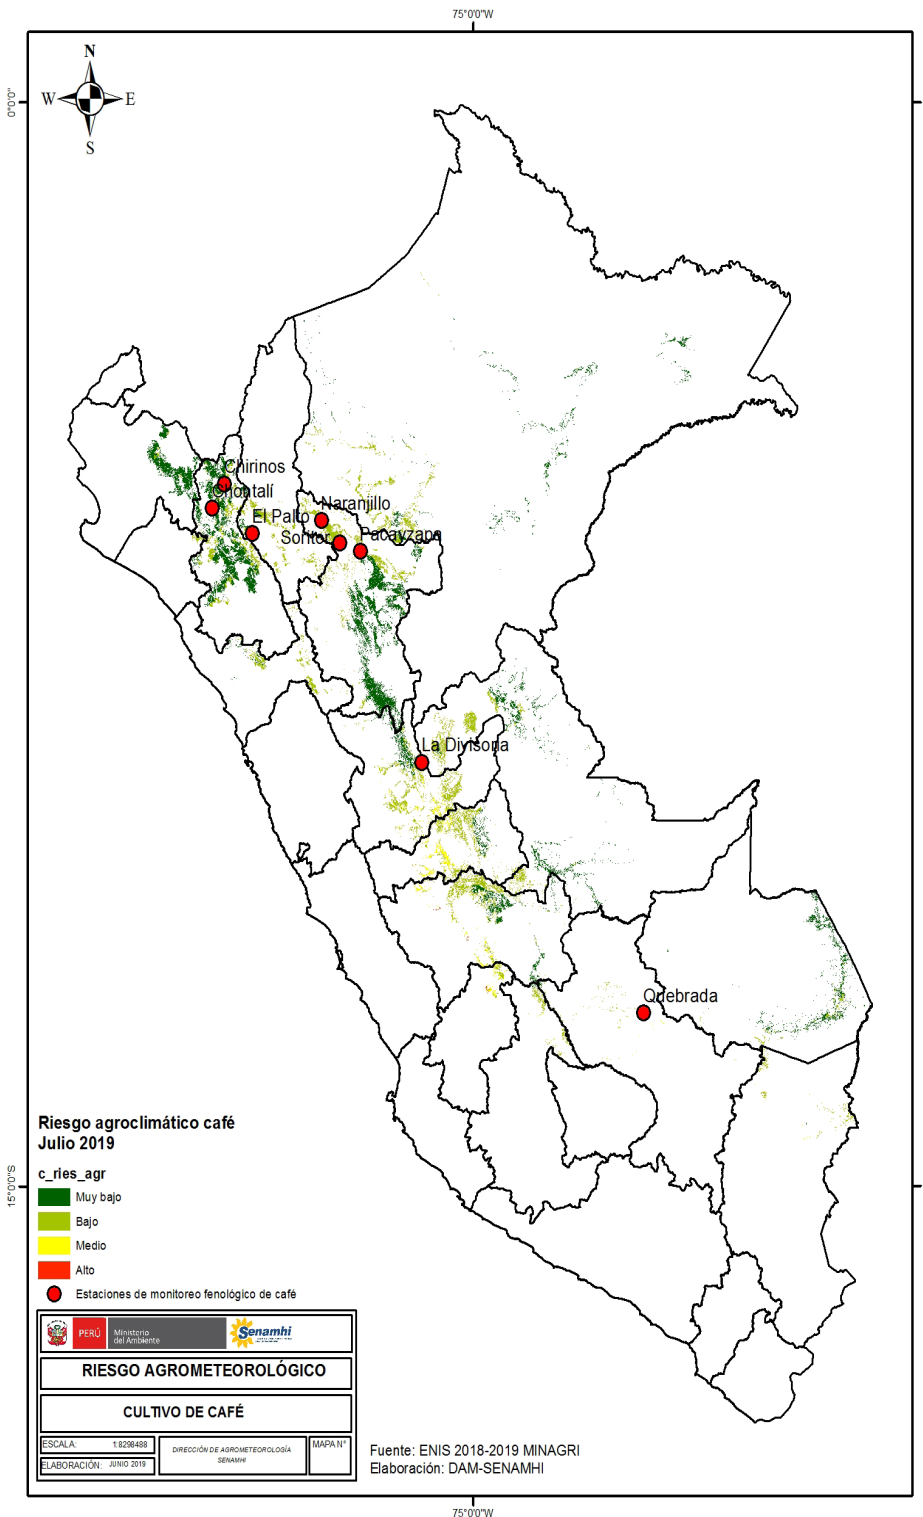 75°0'0"W
N
W
E
S
0°0'0"
Chirinos
Chontalí
Naranjillo
El Palto
Soritor
Pacayzapa
La Divisoria
Quebrada
15°0'0"S
Riesgo agroclimático café
Julio 2019
c_ries_agr
Muy bajo
Bajo
Medio
Alto
Estaciones de monitoreo fenológico de café
PERÚ
Ministerio
del Ambiente
Senamhi
RIESGO AGROMETEOROLÓGICO
CULTIVO DE CAFÉ
ESCALA: 1:8298488
DIRECCIÓN DE AGROMETEOROLOGÍA
SENAMHI
MAPA N°
ELABORACIÓN: JUNIO 2019
Fuente: ENIS 2018-2019 MINAGRI
Elaboración: DAM-SENAMHI
75°0'0"W